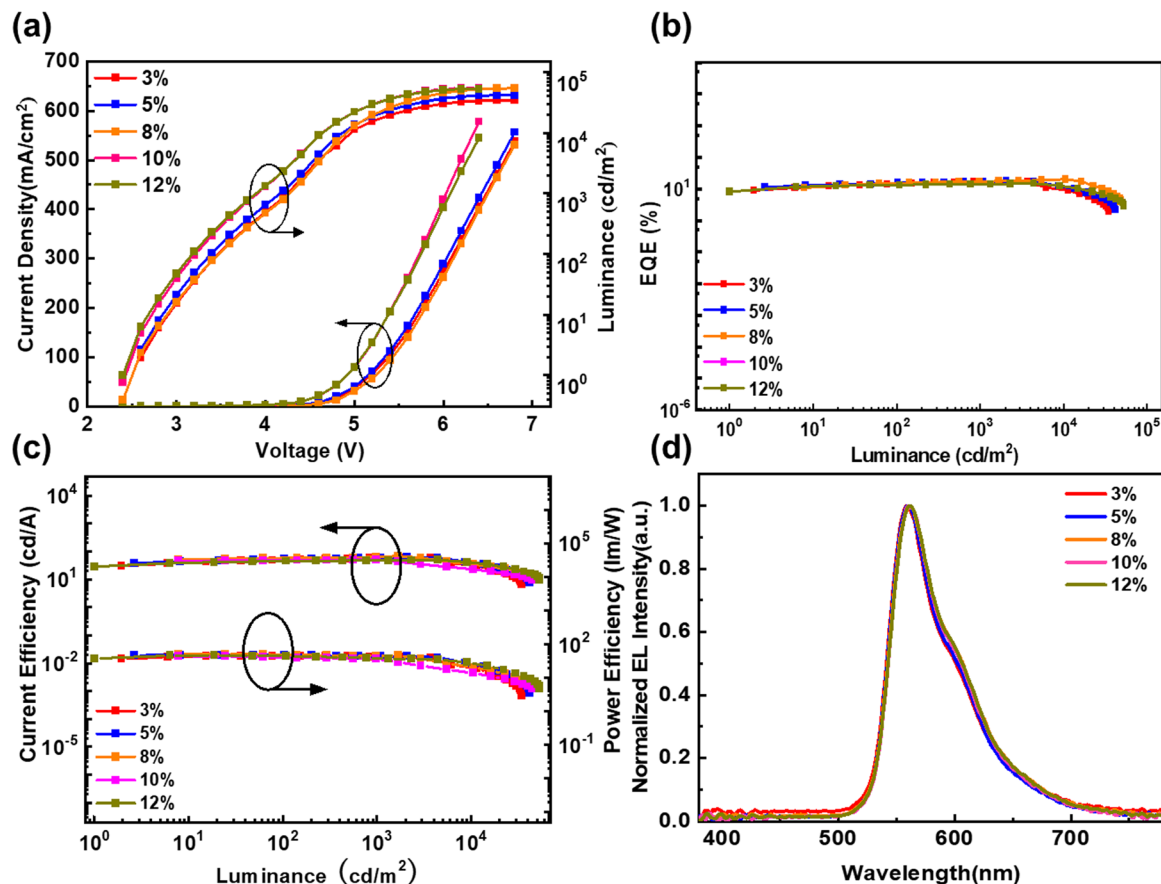 (a)
700
600
500
400
300
200
100
0
Current Density(mA/cm²)
3%
5%
8%
10%
12%
10⁵
10⁴
10³
10²
10¹
10⁰
Luminance (cd/m²)
2 3 4 5 6 7
Voltage (V)
(b)
EQE (%)
10¹
10⁻⁶
3%
5%
8%
10%
12%
10⁰ 10¹ 10² 10³ 10⁴ 10⁵
Luminance (cd/m²)
(c)
Current Efficiency (cd/A)
10⁴
10¹
10⁻²
10⁻⁵
3%
5%
8%
10%
12%
10⁵
10²
10⁻¹
Power Efficiency (lm/W)
10⁰ 10¹ 10² 10³ 10⁴
Luminance (cd/m²)
(d)
Normalized EL Intensity(a.u.)
1.0
0.8
0.6
0.4
0.2
0.0
3%
5%
8%
10%
12%
400 500 600 700
Wavelength(nm)